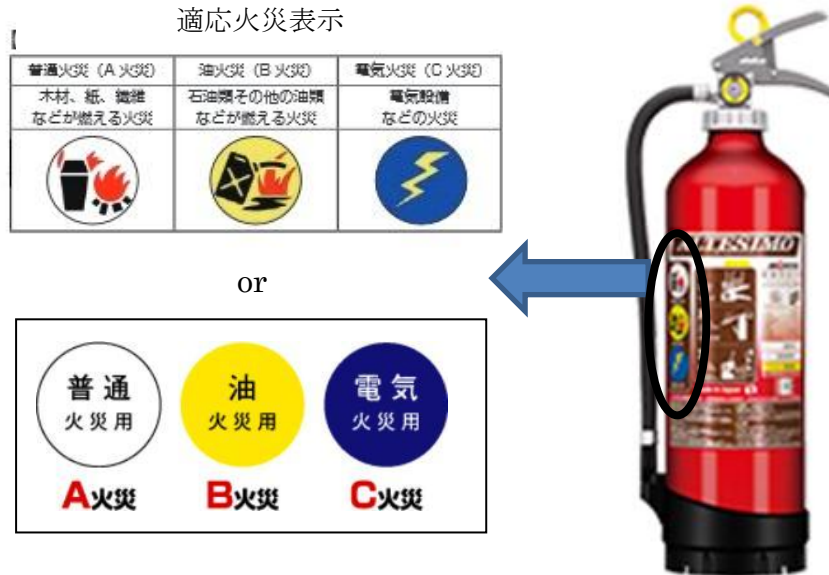 適応火災表示
普通火災（A火災） 油火災（B火災） 電気火災（C火災）
木材、紙、繊維 石油類その他の油類 電気設備
などが燃える火災 などが燃える火災 などの火災
or
普通 油 電気
火災用 火災用 火災用
A火災 B火災 C火災
ALTESIMO